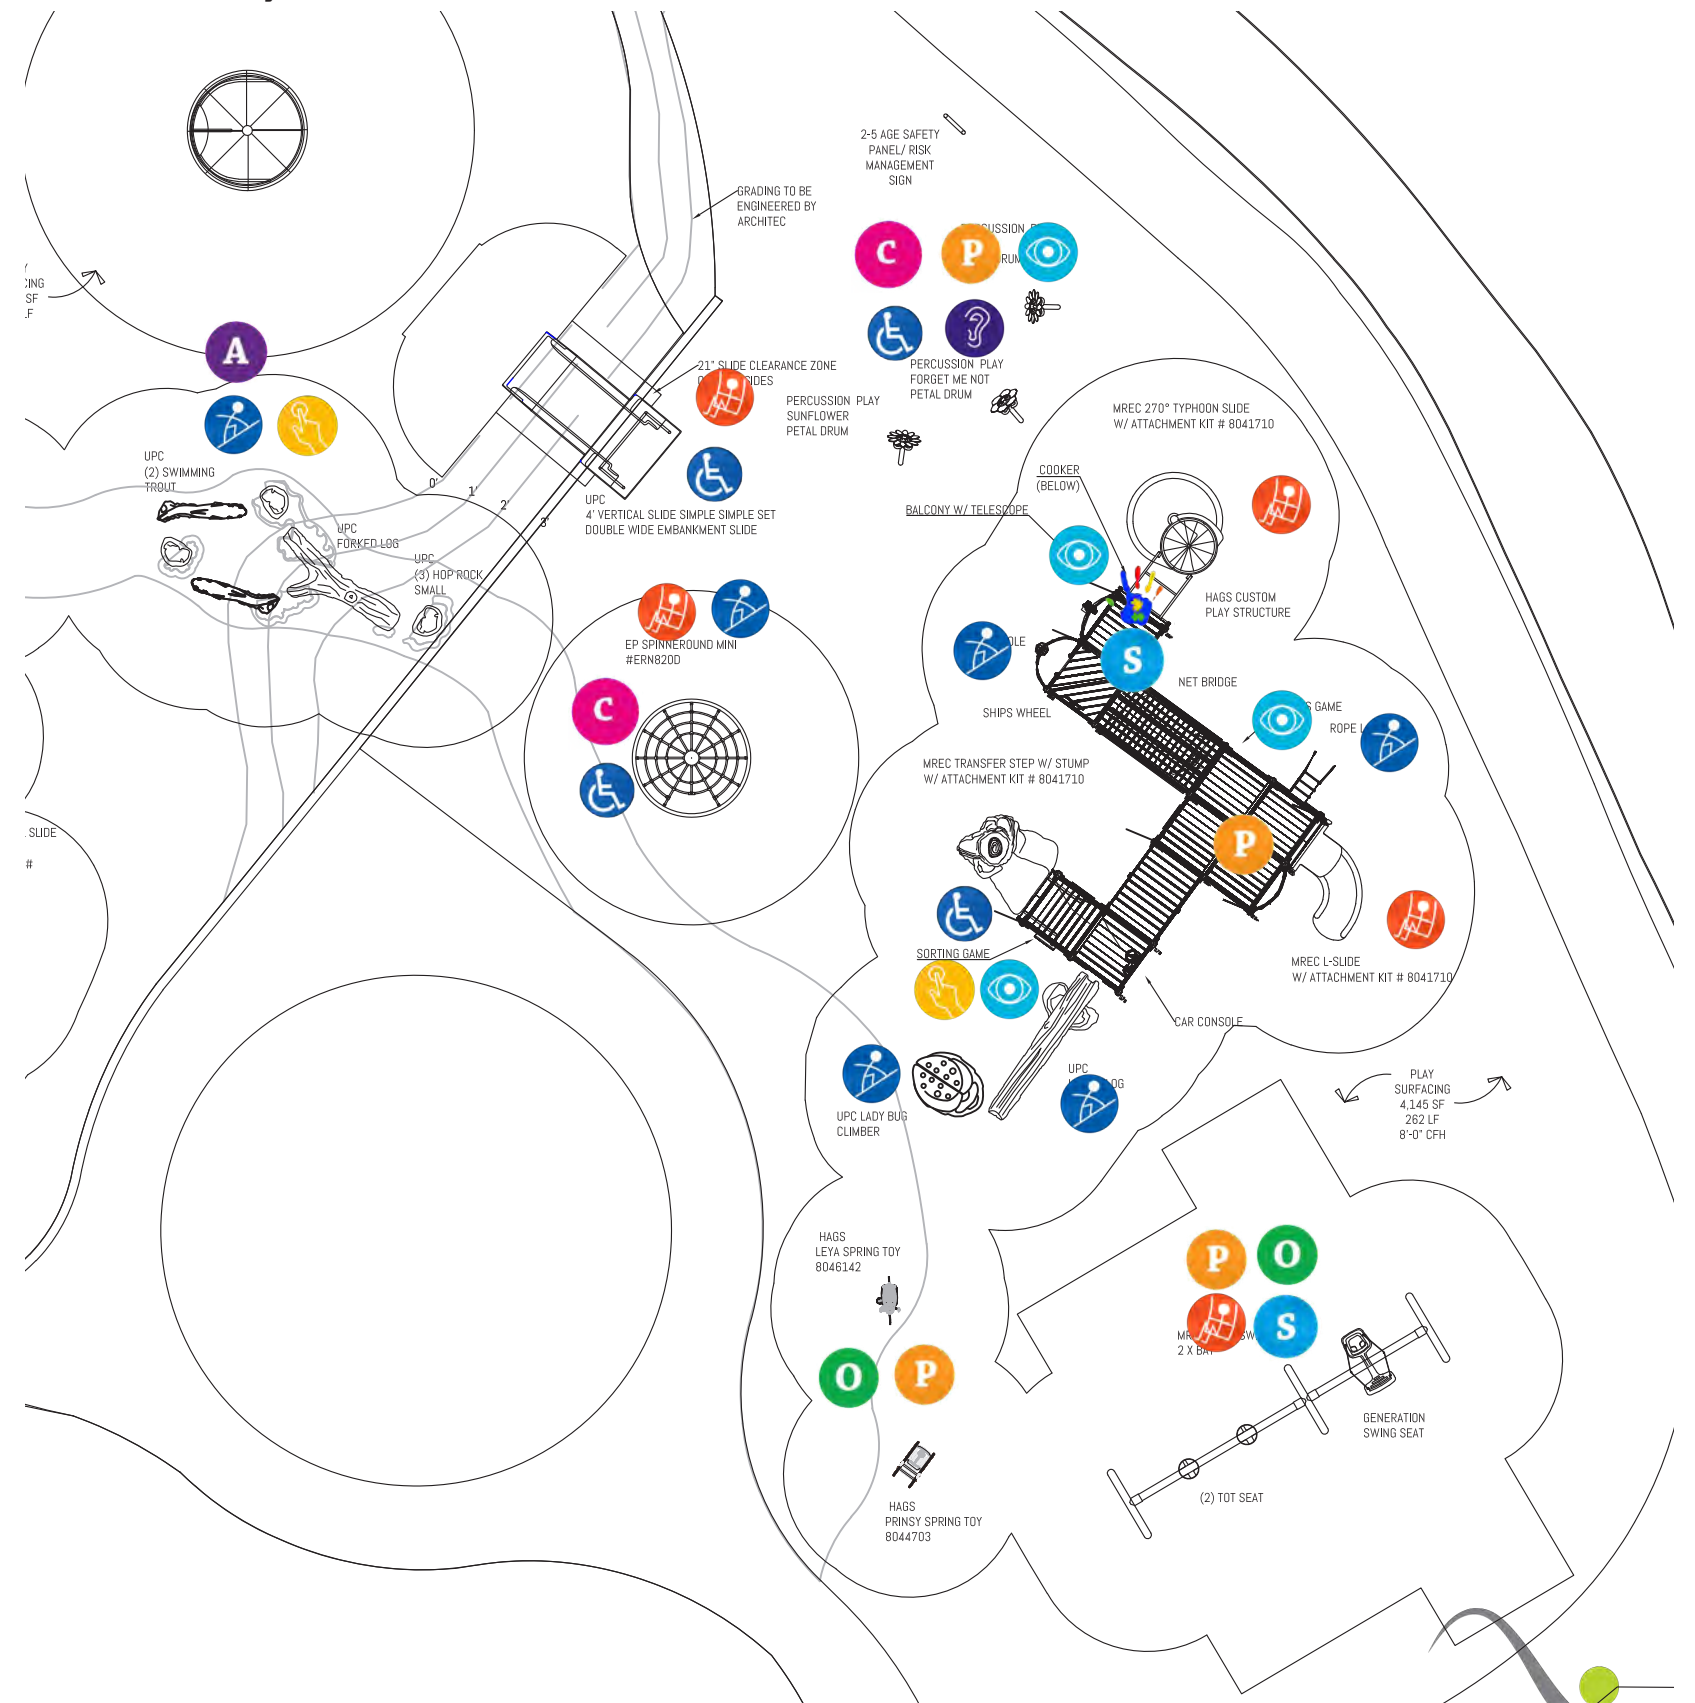 2-5 AGE SAFETY
PANEL/ RISK
MANAGEMENT
SIGN
GRADING TO BE
ENGINEERED BY
ARCHITEC
C
P
SF
A
21" SLIDE CLEARANCE ZONE
PERCUSSION PLAY
FORGET ME NOT
PETAL DRUM
PERCUSSION PLAY
SUNFLOWER
PETAL DRUM
MREC 270° TYPHOON SLIDE
W/ ATTACHMENT KIT # 8041710
UPC
(2) SWIMMING
TROUT
0'
1'
2'
3'
UPC
4' VERTICAL SLIDE SIMPLE SIMPLE SET
DOUBLE WIDE EMBANKMENT SLIDE
COOKER
(BELOW)
BALCONY W/ TELESCOPE
UPC
FORKED LOG
UPC
(3) HOP ROCK
SMALL
HAGS CUSTOM
PLAY STRUCTURE
EP SPINNEROUND MINI
#ERN820D
S
C
NET BRIDGE
SHIPS WHEEL
GAME
ROPE
MREC TRANSFER STEP W/ STUMP
W/ ATTACHMENT KIT # 8041710
SLIDE
#
P
SORTING GAME
MREC L-SLIDE
W/ ATTACHMENT KIT # 8041710
CAR CONSOLE
UPC
LOG
UPC LADY BUG
CLIMBER
PLAY
SURFACING
4,145 SF
262 LF
8'-0" CFH
HAGS
LEYA SPRING TOY
8046142
P
O
S
2 X BAY
O
P
GENERATION
SWING SEAT
(2) TOT SEAT
HAGS
PRINSY SPRING TOY
8044703